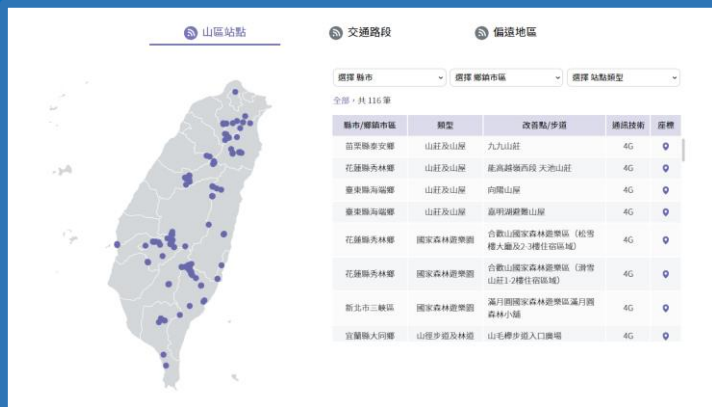 山區站點
交通路段
偏遠地區
選擇 縣市
選擇 鄉鎮市區
選擇 站點類型
全部，共 116 筆
縣市/鄉鎮市區 類型 改善點/步道 通訊技術 座標
苗栗縣泰安鄉 山莊及山屋 九九山莊 4G
花蓮縣秀林鄉 山莊及山屋 能高越嶺西段 天池山莊 4G
臺東縣海端鄉 山莊及山屋 向陽山屋 4G
臺東縣海端鄉 山莊及山屋 嘉明湖避難山屋 4G
花蓮縣秀林鄉 國家森林遊樂園 合歡山國家森林遊樂區（松雪
樓大廳及2-3樓住宿區域） 4G
花蓮縣秀林鄉 國家森林遊樂園 合歡山國家森林遊樂區（滑雪
山莊1-2樓住宿區域） 4G
新北市三峽區 國家森林遊樂園 滿月圓國家森林遊樂區滿月圓
森林小舖 4G
宜蘭縣大同鄉 山徑步道及林道 山毛櫸步道入口廣場 4G